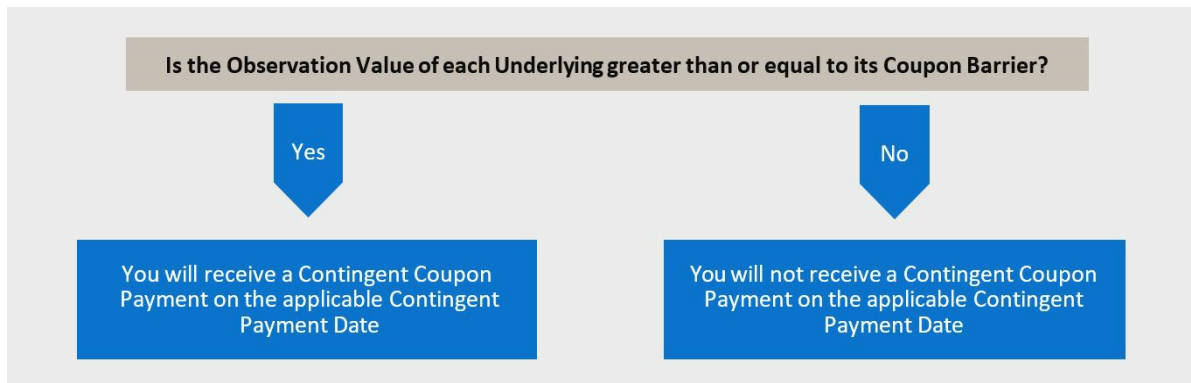 Is the Observation Value of each Underlying greater than or equal to its Coupon Barrier?
Yes
No
You will receive a Contingent Coupon
Payment on the applicable Contingent
Payment Date
You will not receive a Contingent Coupon
Payment on the applicable Contingent
Payment Date